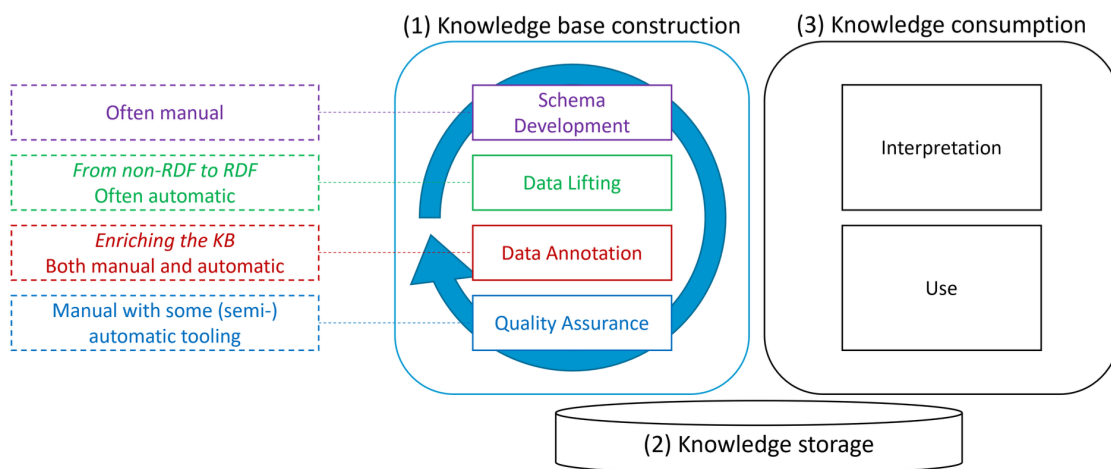 (1) Knowledge base construction
(3) Knowledge consumption
Often manual
Schema
Development
From non-RDF to RDF
Often automatic
Data Lifting
Enriching the KB
Both manual and automatic
Data Annotation
Manual with some (semi-)
automatic tooling
Quality Assurance
Interpretation
Use
(2) Knowledge storage